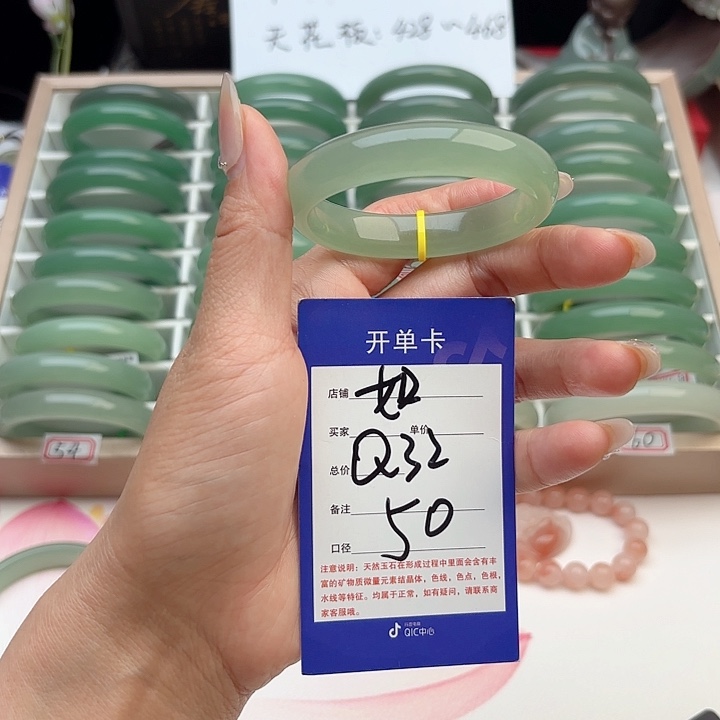 天花板: 428~468
开单卡
店铺 如
买家 单价
总价 Q32
备注 50
口径
注意说明：天然玉石在形成过程中里面会含有丰
富的矿物质微量元素结晶体，色线，色点，色根，
水线等特征。均属于正常，如有疑问，请联系商
家客服哦。
QIC中心
54
60